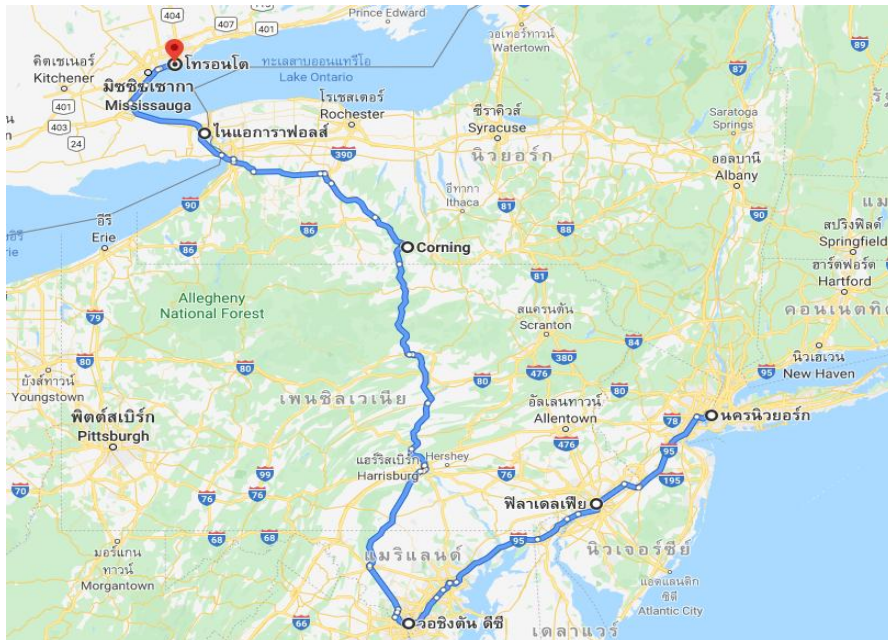 404
407
401
Prince Edward
วอเทอร์ทาวน์
Watertown
89
คิตเชเนอร์
Kitchener
โทรอนโต
ทะเลสาบออนแทรีโอ
Lake Ontario
87
มิซซิซเซากา
Mississauga
401
403
24
ไนแอการาฟอลส์
โรเชสเตอร์
Rochester
ซีราคิวส์
Syracuse
Saratoga
Springs
390
นิวยอร์ก
ออลบานี
Albany
90
อิทากา
Ithaca
81
90
อีรี
Erie
86
86
88
90
สปริงฟิลด์
Springfield
Corning
81
ฮาร์ตฟอร์ด
Hartford
Allegheny
National Forest
79
สแครนตัน
Scranton
84
คอนเนตทิ
80
80
380
476
80
นิวเฮเวน
New Haven
95
ยังส์ทาวน์
Youngstown
เพนซิลเวเนีย
อัลเลนทาวน์
Allentown
80
78
นครนิวยอร์ก
พิตต์สเบิร์ก
Pittsburgh
476
95
แฮร์ริสเบิร์ก
Harrisburg
Hershey
99
195
70
76
76
76
ฟิลาเดลเฟีย
68
68
95
มอร์แกน
ทาวน์
Morgantown
แมริแลนด์
นิวเจอร์ซีย์
แอตแลนติก
ซิตี
Atlantic City
66
วอชิงตัน ดีซี
เดลาแวร์